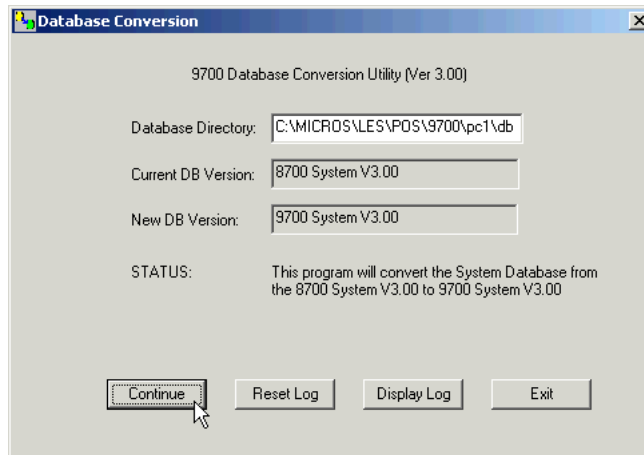 Database Conversion
9700 Database Conversion Utility (Ver 3.00)
Database Directory: C:\MICROS\LES\POS\9700\pc1\db
Current DB Version: 8700 System V3.00
New DB Version: 9700 System V3.00
STATUS: This program will convert the System Database from
the 8700 System V3.00 to 9700 System V3.00
Continue Reset Log Display Log Exit